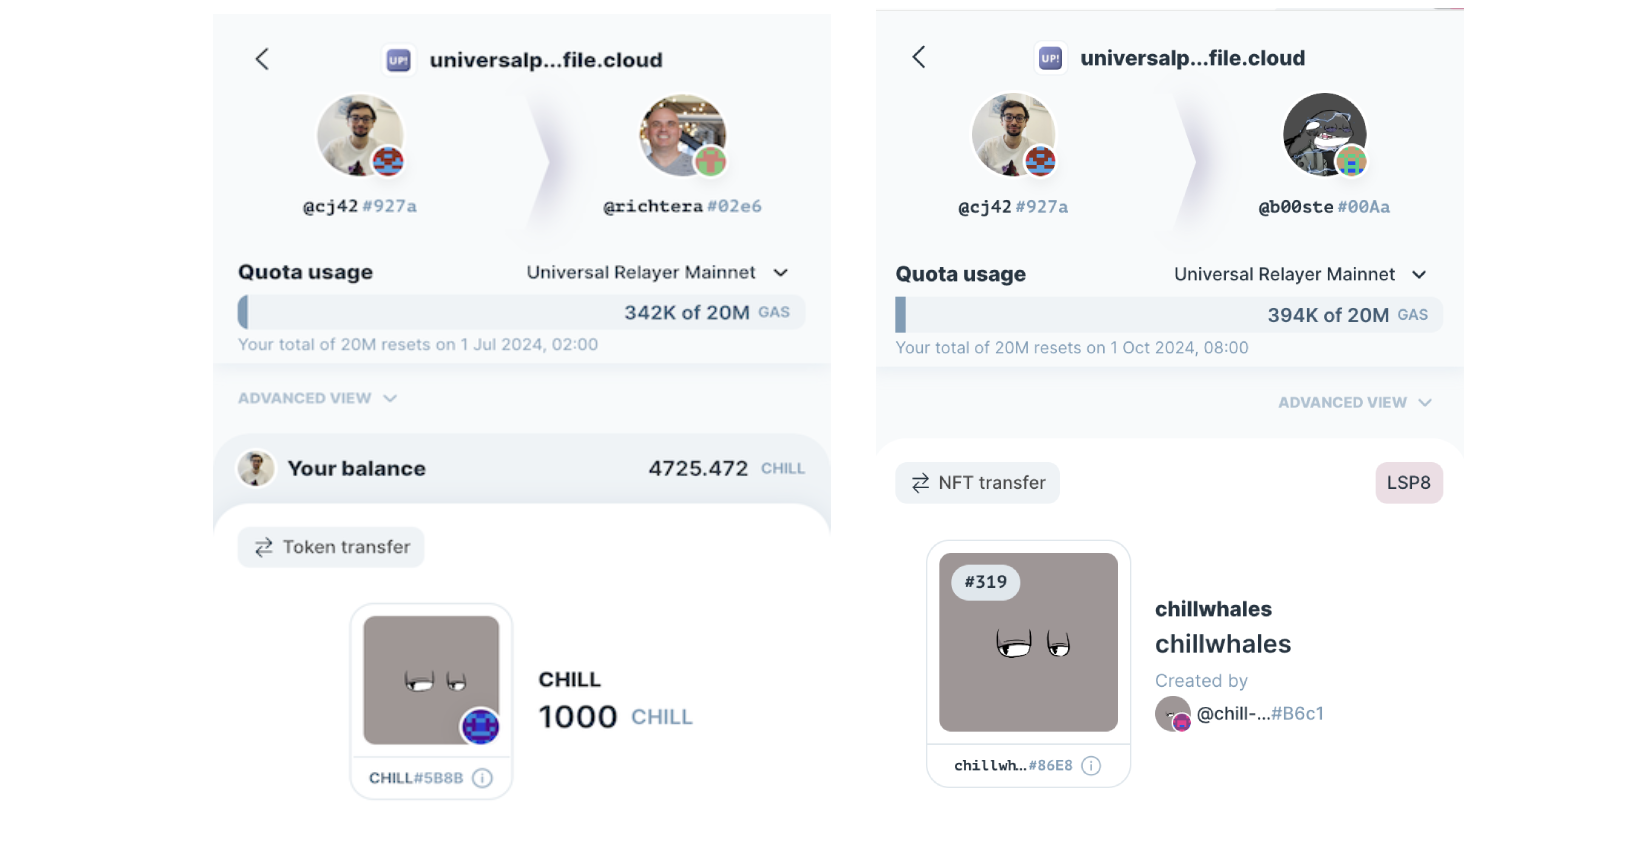 UP! universalp...file.cloud
@cj42#927a
@richtera#02e6
Quota usage
Universal Relayer Mainnet
342K of 20M GAS
Your total of 20M resets on 1 Jul 2024, 02:00
ADVANCED VIEW
Your balance
4725.472 CHILL
Token transfer
CHILL
1000 CHILL
CHILL#5B8B
UP! universalp...file.cloud
@cj42#927a
@b00ste#00Aa
Quota usage
Universal Relayer Mainnet
394K of 20M GAS
Your total of 20M resets on 1 Oct 2024, 08:00
ADVANCED VIEW
NFT transfer
LSP8
#319
chillwhales
chillwhales
Created by
@chill-...#B6c1
chillwh...#86E8